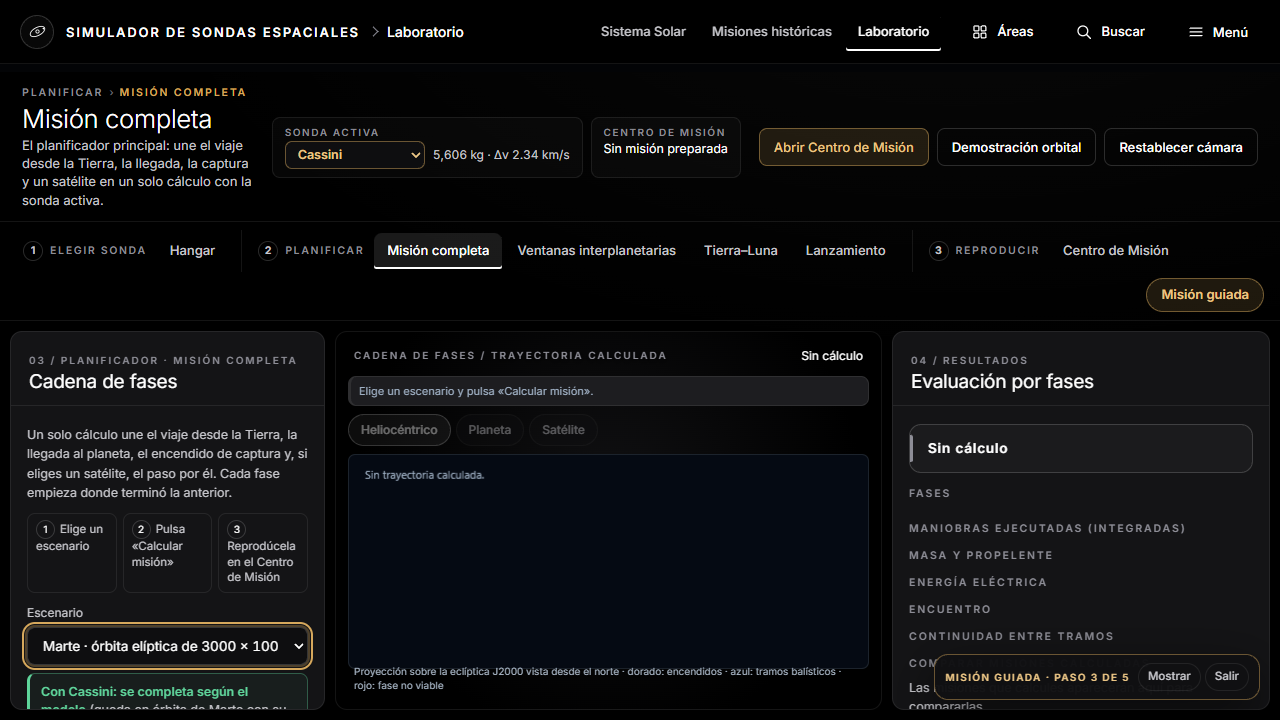 SIMULADOR DE SONDAS ESPACIALES
Laboratorio
Sistema Solar
Misiones históricas
Laboratorio
Áreas
Buscar
Menú
PLANIFICAR › MISIÓN COMPLETA
Misión completa
El planificador principal: une el viaje
desde la Tierra, la llegada, la captura
y un satélite en un solo cálculo con la
sonda activa.
SONDA ACTIVA
Cassini
5,606 kg · Δv 2.34 km/s
CENTRO DE MISIÓN
Sin misión preparada
Abrir Centro de Misión
Demostración orbital
Restablecer cámara
1 ELEGIR SONDA
Hangar
2 PLANIFICAR
Misión completa
Ventanas interplanetarias
Tierra–Luna
Lanzamiento
3 REPRODUCIR
Centro de Misión
Misión guiada
03 / PLANIFICADOR · MISIÓN COMPLETA
Cadena de fases
Un solo cálculo une el viaje desde la Tierra, la
llegada al planeta, el encendido de captura y, si
eliges un satélite, el paso por él. Cada fase
empieza donde terminó la anterior.
1 Elige un
escenario
2 Pulsa
«Calcular
misión»
3
Reprodúcela
en el Centro
de Misión
Escenario
Marte · órbita elíptica de 3000 × 100
Con Cassini: se completa según el
CADENA DE FASES / TRAYECTORIA CALCULADA
Sin cálculo
Elige un escenario y pulsa «Calcular misión».
Heliocéntrico
Planeta
Satélite
Sin trayectoria calculada.
Proyección sobre la eclíptica J2000 vista desde el norte · dorado: encendidos · azul: tramos balísticos ·
rojo: fase no viable
04 / RESULTADOS
Evaluación por fases
Sin cálculo
FASES
MANIOBRAS EJECUTADAS (INTEGRADAS)
MASA Y PROPELENTE
ENERGÍA ELÉCTRICA
ENCUENTRO
CONTINUIDAD ENTRE TRAMOS
MISIÓN GUIADA · PASO 3 DE 5
Mostrar
Salir
Las